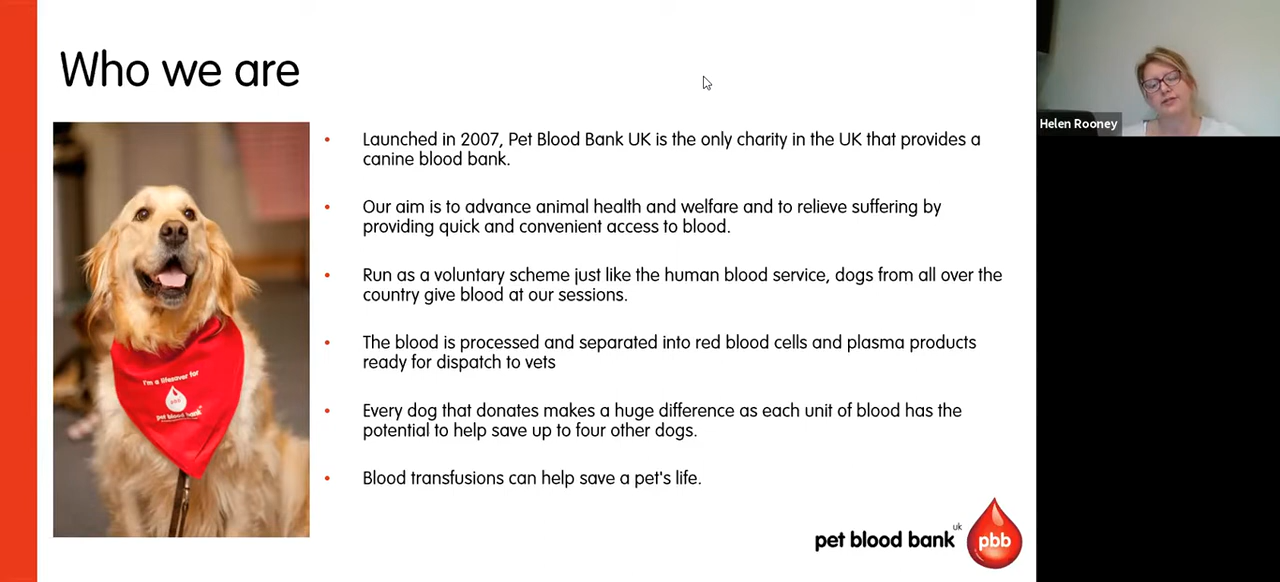 Who we are
Launched in 2007, Pet Blood Bank UK is the only charity in the UK that provides a
canine blood bank.
Our aim is to advance animal health and welfare and to relieve suffering by
providing quick and convenient access to blood.
Run as a voluntary scheme just like the human blood service, dogs from all over the
country give blood at our sessions.
The blood is processed and separated into red blood cells and plasma products
ready for dispatch to vets
Every dog that donates makes a huge difference as each unit of blood has the
potential to help save up to four other dogs.
Blood transfusions can help save a pet's life.
I'm a lifesaver for
pbb
pet blood bank
pet blood bank uk
pbb
Helen Rooney